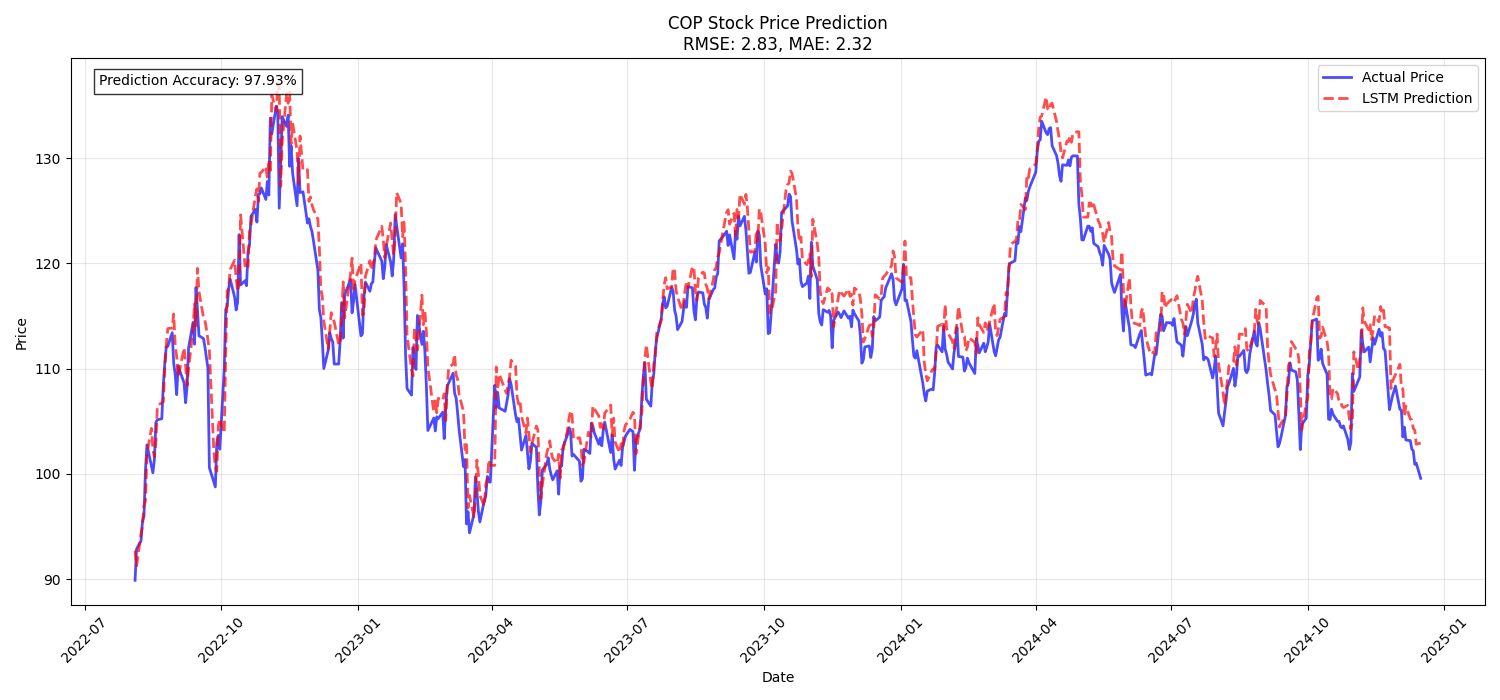 COP Stock Price Prediction
RMSE: 2.83, MAE: 2.32
Prediction Accuracy: 97.93%
Actual Price
LSTM Prediction
Price
130
120
110
100
90
2022-07
2022-10
2023-01
2023-04
2023-07
2023-10
2024-01
2024-04
2024-07
2024-10
2025-01
Date